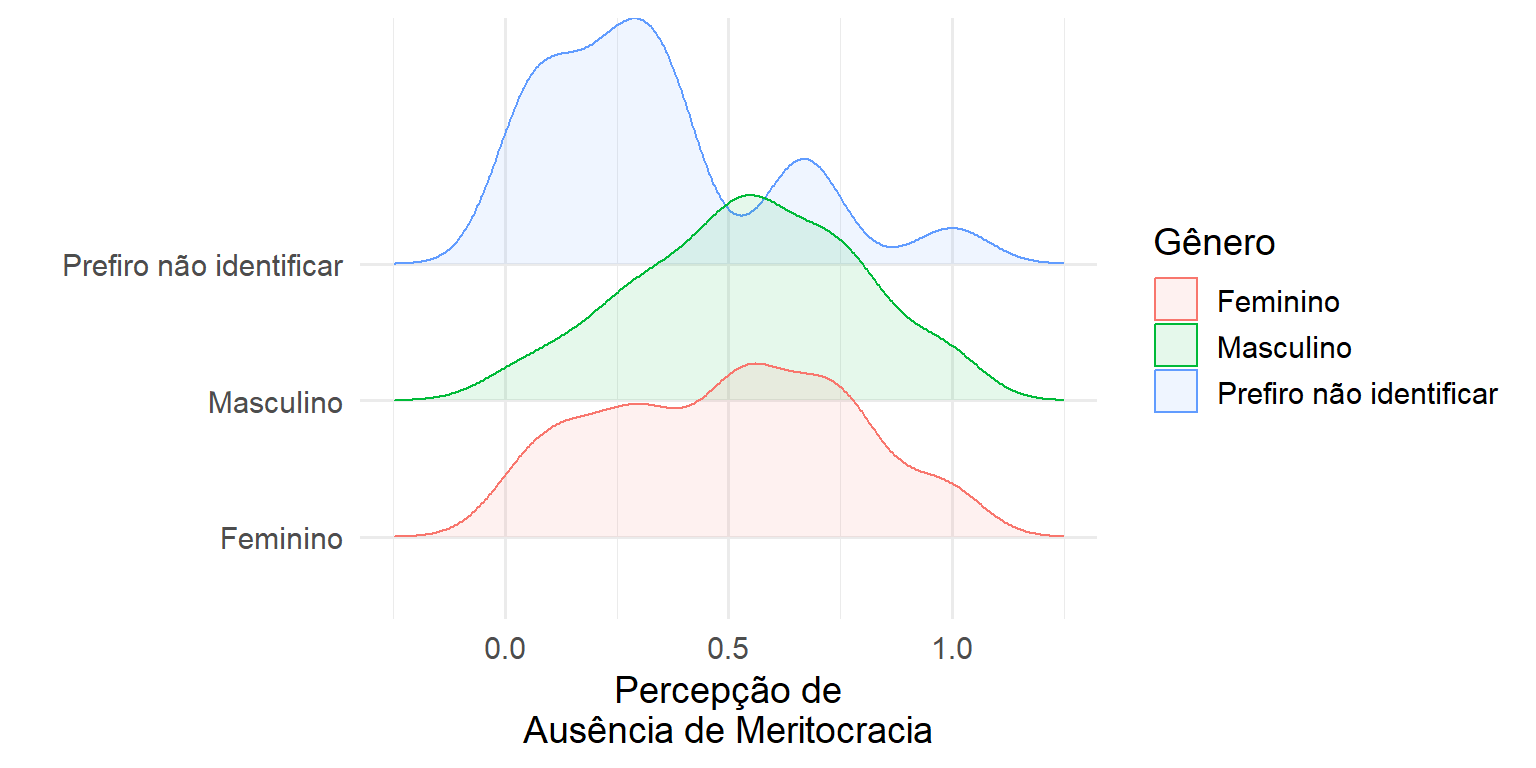 Prefiro não identificar
Masculino
Feminino
0.0
0.5
1.0
Percepção de
Ausência de Meritocracia
Gênero
Feminino
Masculino
Prefiro não identificar